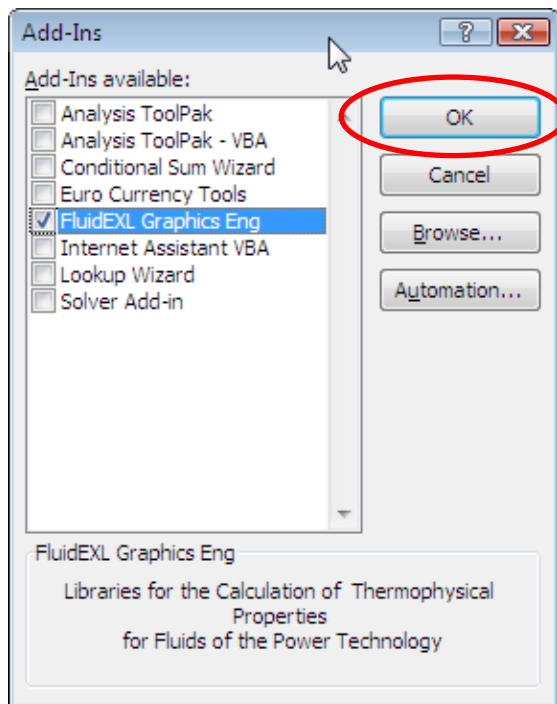 Add-Ins
Add-Ins available:
Analysis ToolPak
Analysis ToolPak - VBA
Conditional Sum Wizard
Euro Currency Tools
FluidEXL Graphics Eng
Internet Assistant VBA
Lookup Wizard
Solver Add-in
OK
Cancel
Browse...
Automation...
FluidEXL Graphics Eng
Libraries for the Calculation of Thermophysical
Properties
for Fluids of the Power Technology